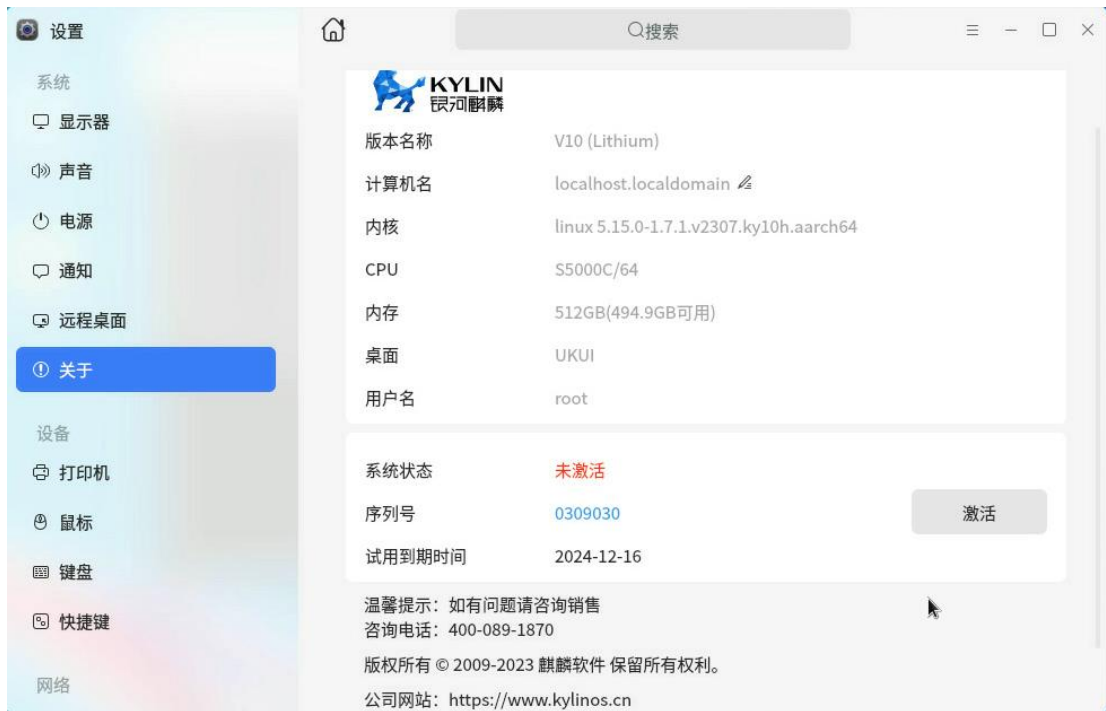 设置
搜索
系统
显示器
声音
电源
通知
远程桌面
关于
设备
打印机
鼠标
键盘
快捷键
网络
KYLIN
银河麒麟
版本名称 V10 (Lithium)
计算机名 localhost.localdomain
内核 linux 5.15.0-1.7.1.v2307.ky10h.aarch64
CPU S5000C/64
内存 512GB(494.9GB可用)
桌面 UKUI
用户名 root
系统状态 未激活
序列号 0309030
激活
试用到期时间 2024-12-16
温馨提示：如有问题请咨询销售
咨询电话：400-089-1870
版权所有 © 2009-2023 麒麟软件 保留所有权利。
公司网站：https://www.kylinos.cn